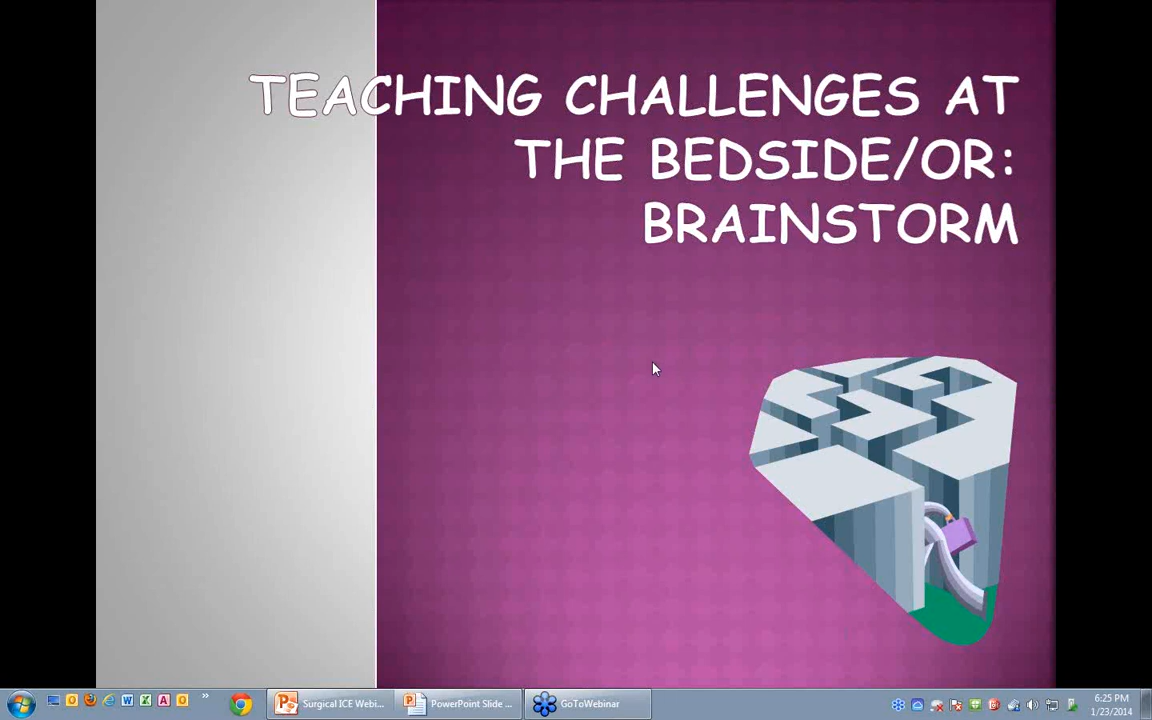 TEACHING CHALLENGES AT
THE BEDSIDE/OR:
BRAINSTORM
Surgical ICE Webi...
PowerPoint Slide ...
GoToWebinar
6:25 PM
1/23/2014